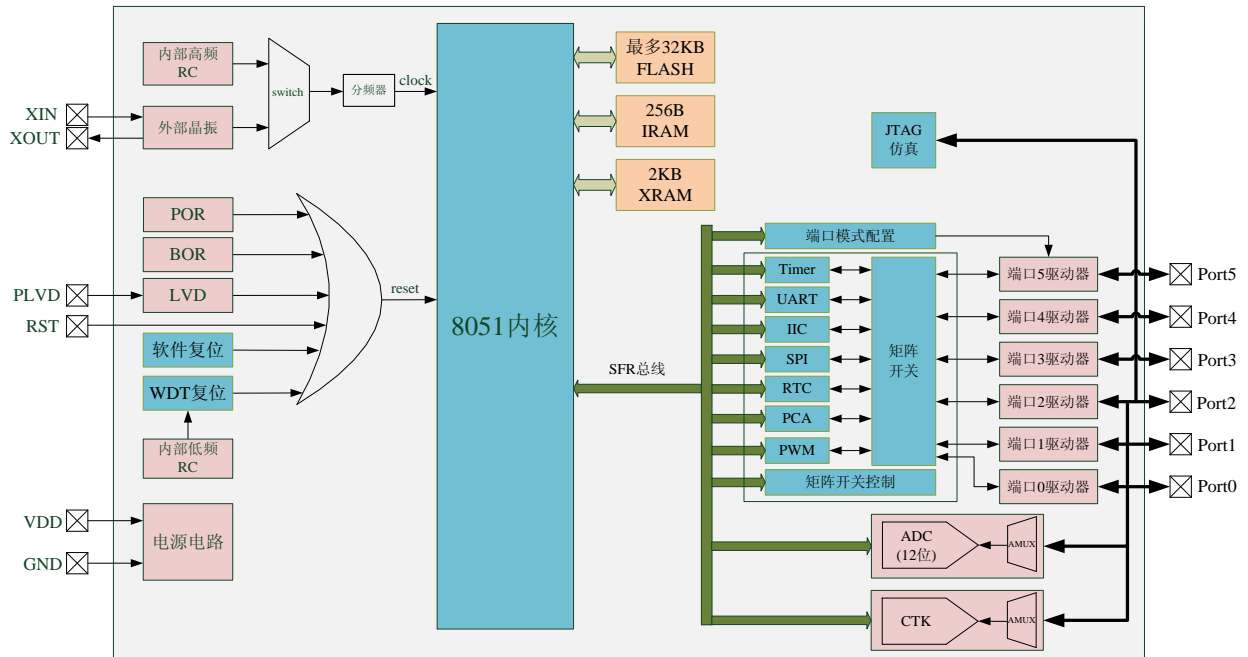 内部高频
RC
XIN
XOUT
外部晶振
switch
分频器
clock
POR
BOR
PLVD
LVD
RST
reset
软件复位
WDT复位
内部低频
RC
VDD
GND
电源电路
8051内核
最多32KB
FLASH
256B
IRAM
2KB
XRAM
JTAG
仿真
SFR总线
端口模式配置
Timer
UART
IIC
SPI
RTC
PCA
PWM
矩阵
开关
矩阵开关控制
端口5驱动器
Port5
端口4驱动器
Port4
端口3驱动器
Port3
端口2驱动器
Port2
端口1驱动器
Port1
端口0驱动器
Port0
ADC
(12位)
AMUX
CTK
AMUX